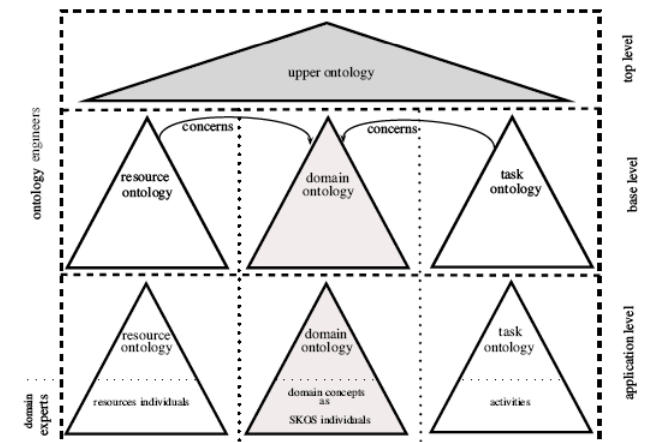 upper ontology
top level
ontology engineers
concerns
concerns
resource
ontology
domain
ontology
task
ontology
base level
resource
ontology
domain
ontology
task
ontology
application level
domain
experts
resources individuals
domain concepts
as
SKOS individuals
activities